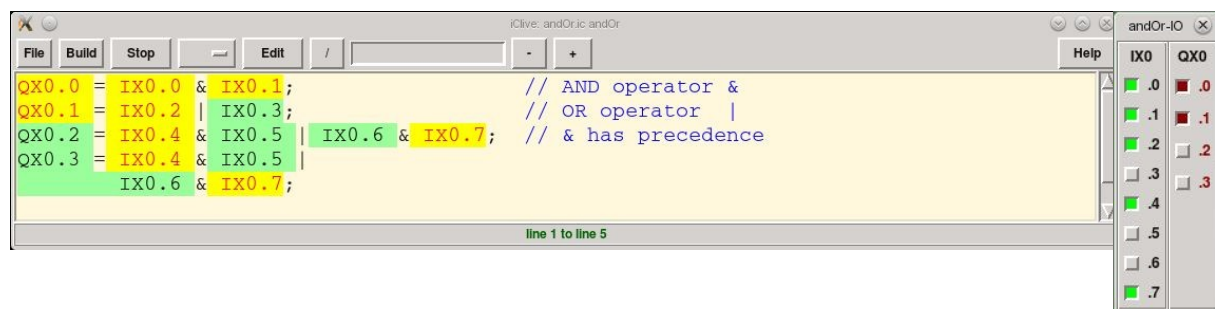 iClive: andOr.ic andOr
File Build Stop Edit / - + Help
QX0.0 = IX0.0 & IX0.1; // AND operator &
QX0.1 = IX0.2 | IX0.3; // OR operator |
QX0.2 = IX0.4 & IX0.5 | IX0.6 & IX0.7; // & has precedence
QX0.3 = IX0.4 & IX0.5 |
IX0.6 & IX0.7;
line 1 to line 5
andOr-IO
IX0 QX0
.0 .0
.1 .1
.2 .2
.3 .3
.4
.5
.6
.7